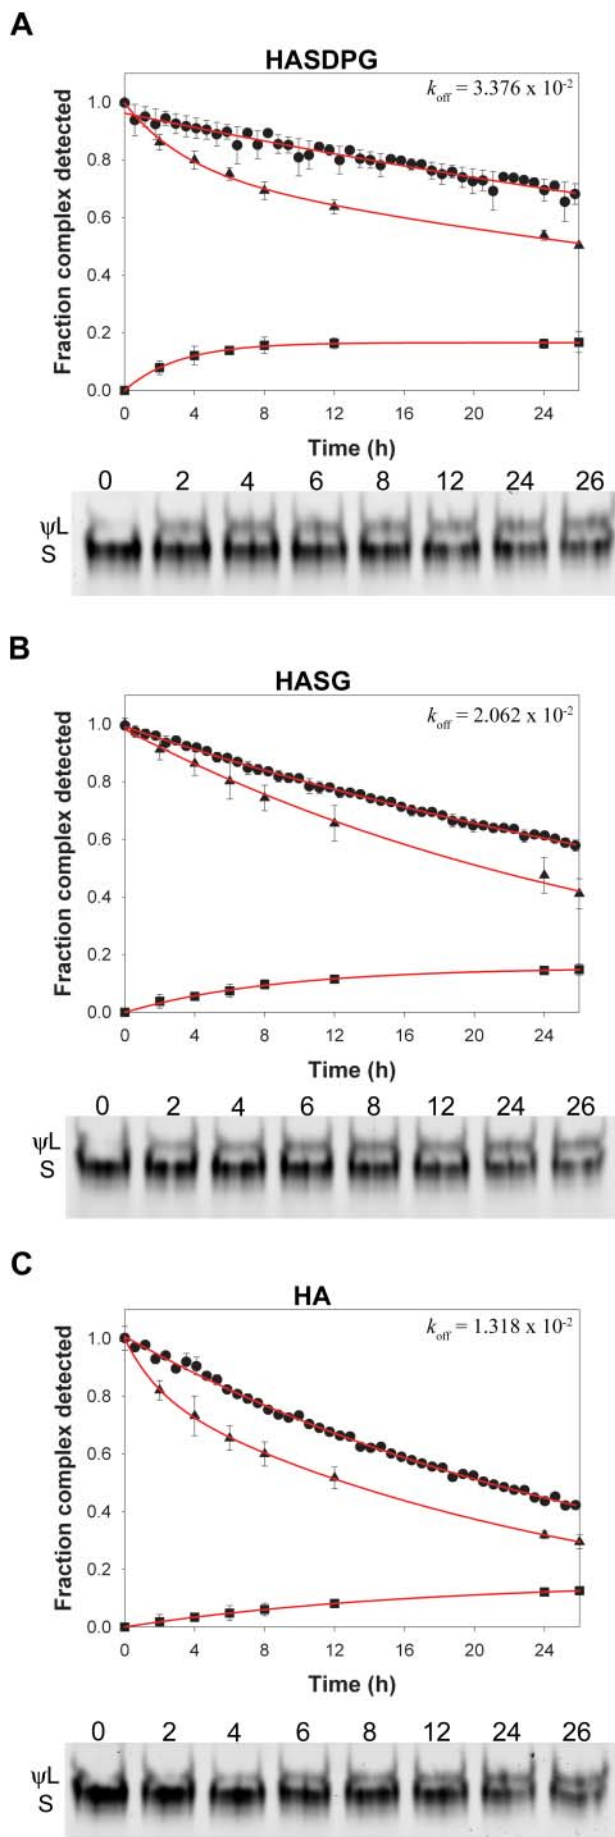 A
HASDPG
k_off = 3.376 x 10⁻²
Fraction complex detected
1.0
0.8
0.6
0.4
0.2
0.0
0 4 8 12 16 20 24
Time (h)
0 2 4 6 8 12 24 26
ψL
S
B
HASG
k_off = 2.062 x 10⁻²
Fraction complex detected
1.0
0.8
0.6
0.4
0.2
0.0
0 4 8 12 16 20 24
Time (h)
0 2 4 6 8 12 24 26
ψL
S
C
HA
k_off = 1.318 x 10⁻²
Fraction complex detected
1.0
0.8
0.6
0.4
0.2
0.0
0 4 8 12 16 20 24
Time (h)
0 2 4 6 8 12 24 26
ψL
S